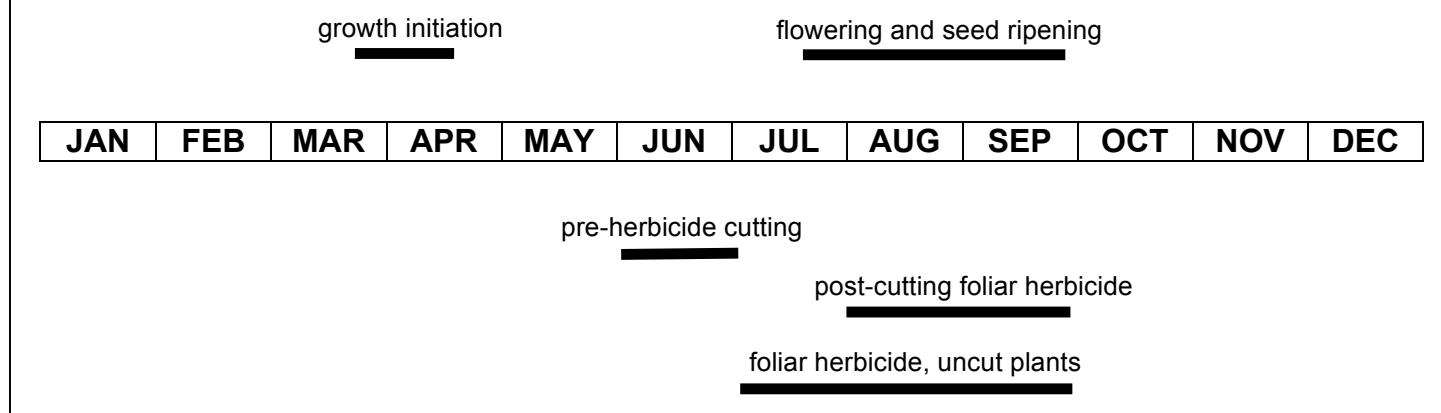 growth initiation
flowering and seed ripening
JAN FEB MAR APR MAY JUN JUL AUG SEP OCT NOV DEC
pre-herbicide cutting
post-cutting foliar herbicide
foliar herbicide, uncut plants